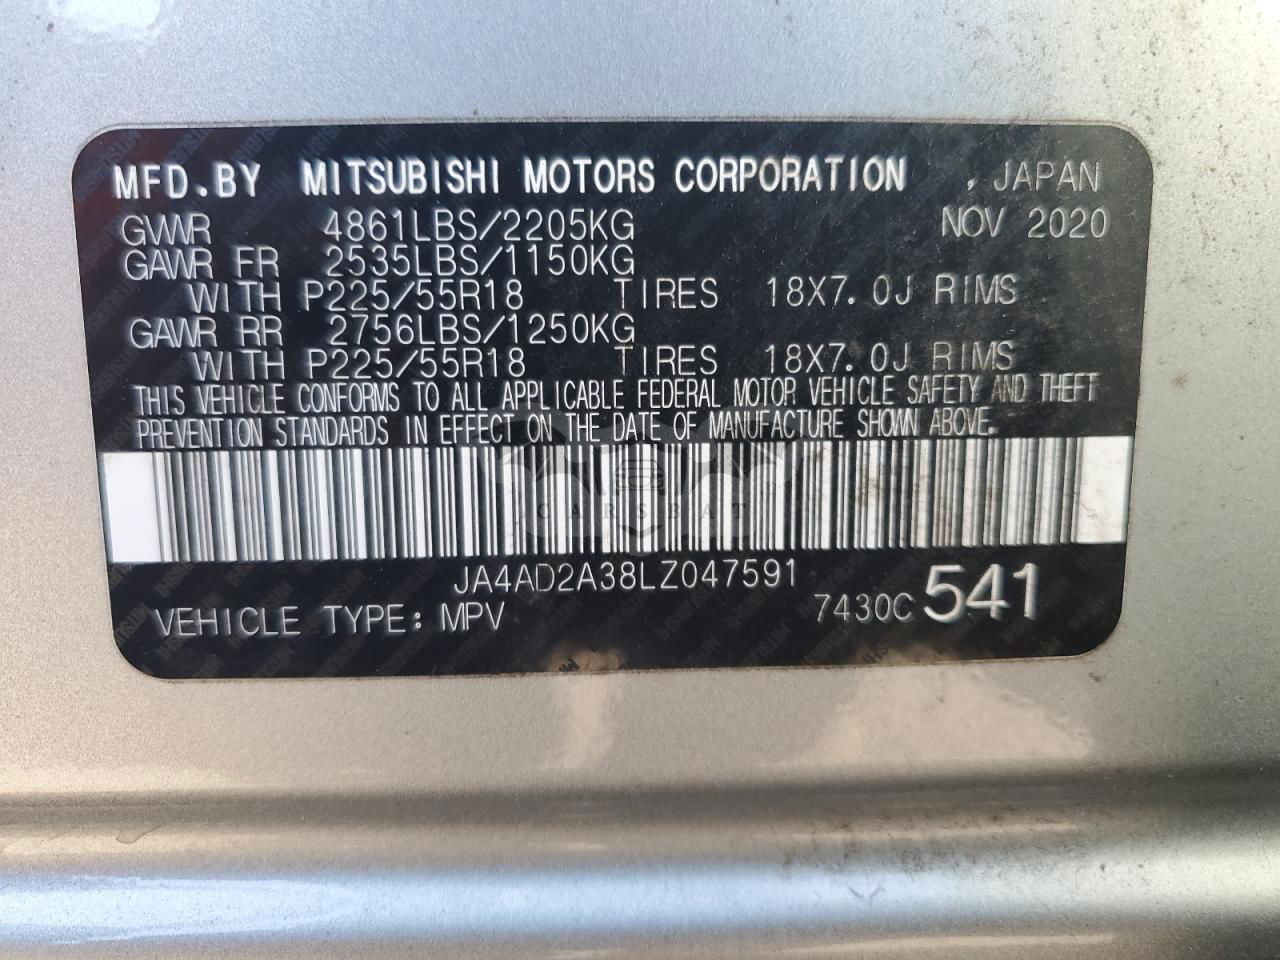 MFD.BY MITSUBISHI MOTORS CORPORATION , JAPAN
GVWR 4861LBS/2205KG NOV 2020
GAWR FR 2535LBS/1150KG
WITH P225/55R18 TIRES 18X7.0J RIMS
GAWR RR 2756LBS/1250KG
WITH P225/55R18 TIRES 18X7.0J RIMS
THIS VEHICLE CONFORMS TO ALL APPLICABLE FEDERAL MOTOR VEHICLE SAFETY AND THEFT
PREVENTION STANDARDS IN EFFECT ON THE DATE OF MANUFACTURE SHOWN ABOVE.
CARSBAT
JA4AD2A38LZ047591
VEHICLE TYPE: MPV 7430C 541